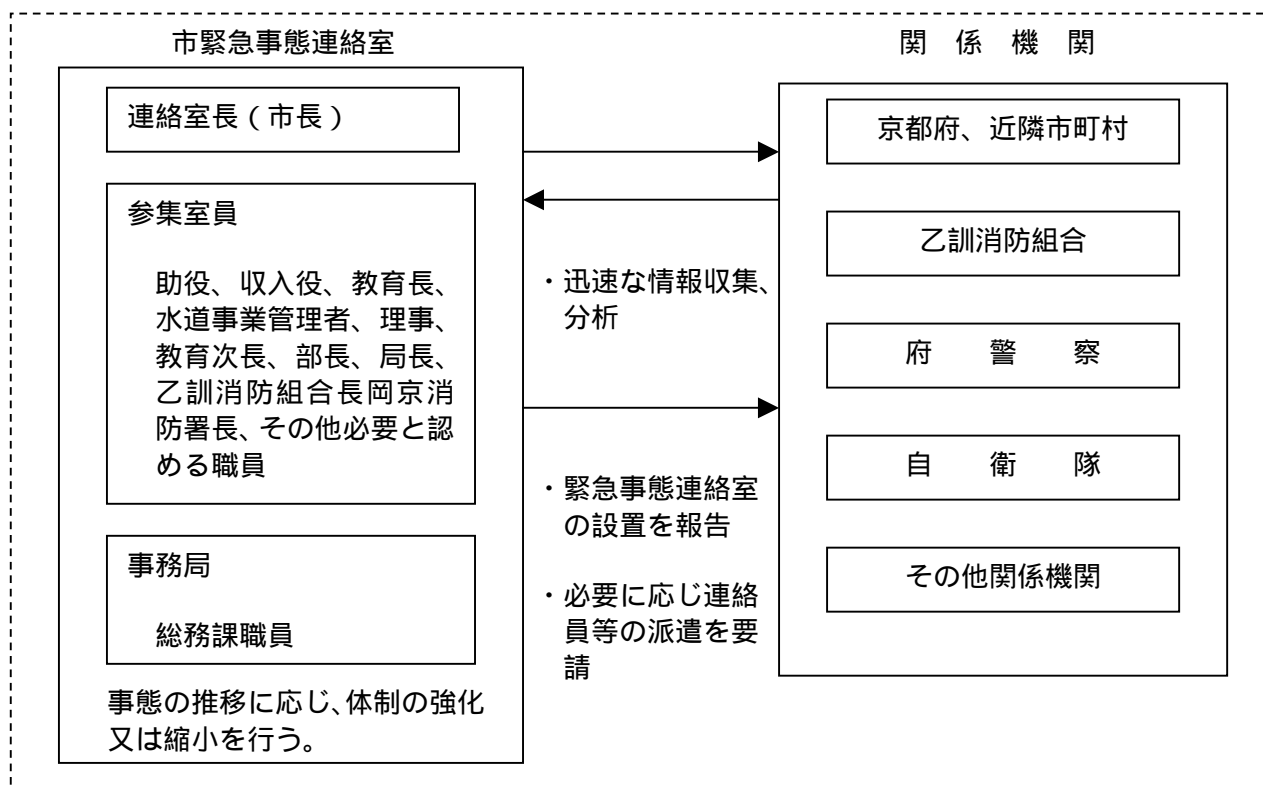 市緊急事態連絡室
連絡室長(市長)
参集室員
助役、収入役、教育長、
水道事業管理者、理事、
教育次長、部長、局長、
乙訓消防組合長岡京消
防署長、その他必要と認
める職員
事務局
総務課職員
事態の推移に応じ、体制の強化
又は縮小を行う。
・迅速な情報収集、
分析
・緊急事態連絡室
の設置を報告
・必要に応じ連絡
員等の派遣を要
請
関 係 機 関
京都府、近隣市町村
乙訓消防組合
府 警 察
自 衛 隊
その他関係機関